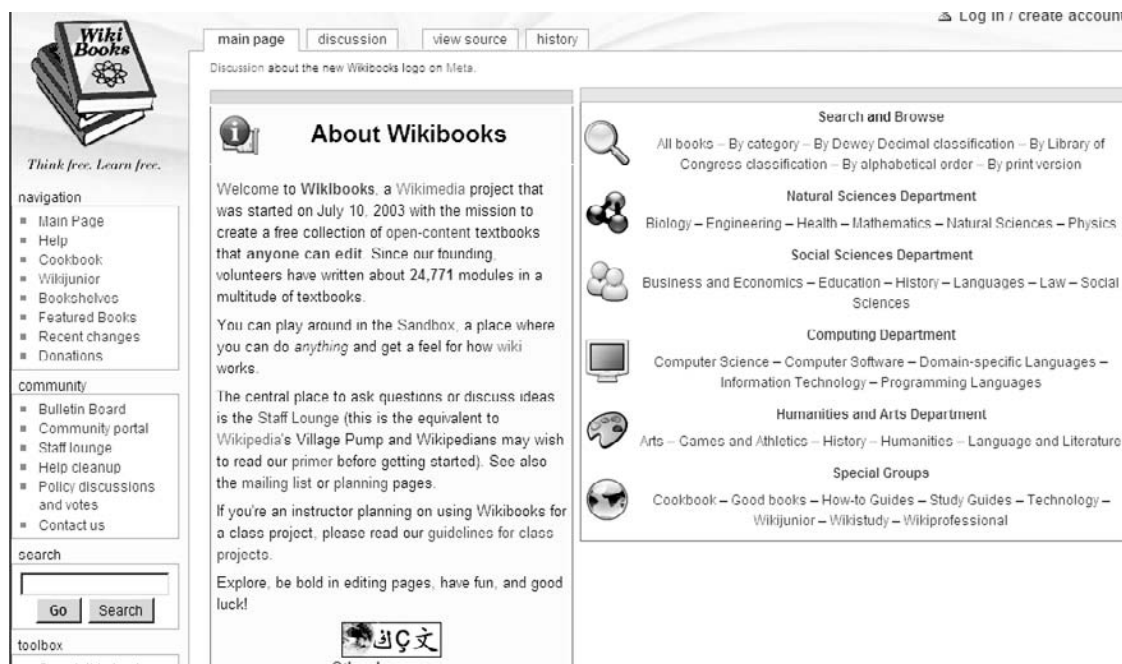 Log in / create account
Wiki
Books
Think free. Learn free.
main page
discussion
view source
history
Discussion about the new Wikibooks logo on Meta.
navigation
Main Page
Help
Cookbook
Wikijunior
Bookshelves
Featured Books
Recent changes
Donations
community
Bulletin Board
Community portal
Staff lounge
Help cleanup
Policy discussions
and votes
Contact us
search
Go
Search
toolbox
About Wikibooks
Welcome to Wikibooks, a Wikimedia project that
was started on July 10, 2003 with the mission to
create a free collection of open-content textbooks
that anyone can edit. Since our founding,
volunteers have written about 24,771 modules in a
multitude of textbooks.
You can play around in the Sandbox, a place where
you can do anything and get a feel for how wiki
works.
The central place to ask questions or discuss ideas
is the Staff Lounge (this is the equivalent to
Wikipedia's Village Pump and Wikipedians may wish
to read our primer before getting started). See also
the mailing list or planning pages.
If you're an instructor planning on using Wikibooks for
a class project, please read our guidelines for class
projects.
Explore, be bold in editing pages, have fun, and good
luck!
Ç文
Search and Browse
All books – By category – By Dewey Decimal classification – By Library of
Congress classification – By alphabetical order – By print version
Natural Sciences Department
Biology – Engineering – Health – Mathematics – Natural Sciences – Physics
Social Sciences Department
Business and Economics – Education – History – Languages – Law – Social
Sciences
Computing Department
Computer Science – Computer Software – Domain-specific Languages –
Information Technology – Programming Languages
Humanities and Arts Department
Arts – Games and Athletics – History – Humanities – Language and Literature
Special Groups
Cookbook – Good books – How-to Guides – Study Guides – Technology –
Wikijunior – Wikistudy – Wikiprofessional